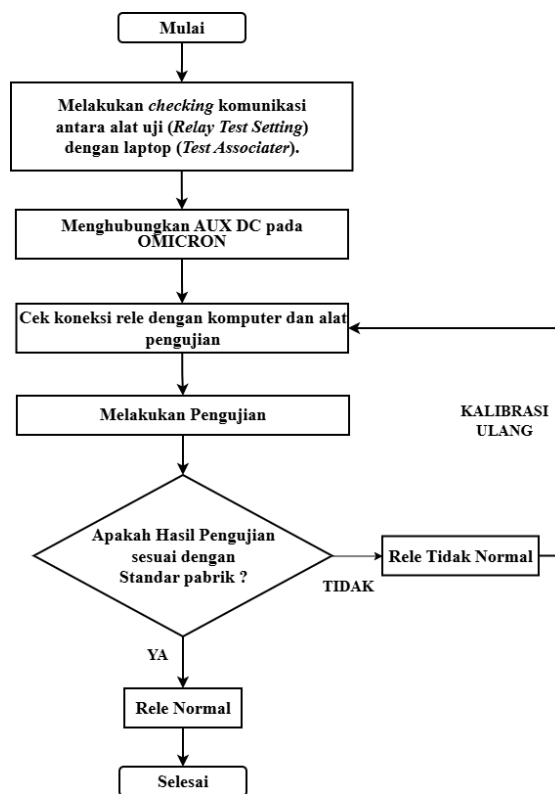 Mulai
Melakukan checking komunikasi
antara alat uji (Relay Test Setting)
dengan laptop (Test Associater).
Menghubungkan AUX DC pada
OMICRON
Cek koneksi rele dengan komputer dan alat
pengujian
Melakukan Pengujian
KALIBRASI
ULANG
Apakah Hasil Pengujian
sesuai dengan
Standar pabrik ?
TIDAK
Rele Tidak Normal
YA
Rele Normal
Selesai